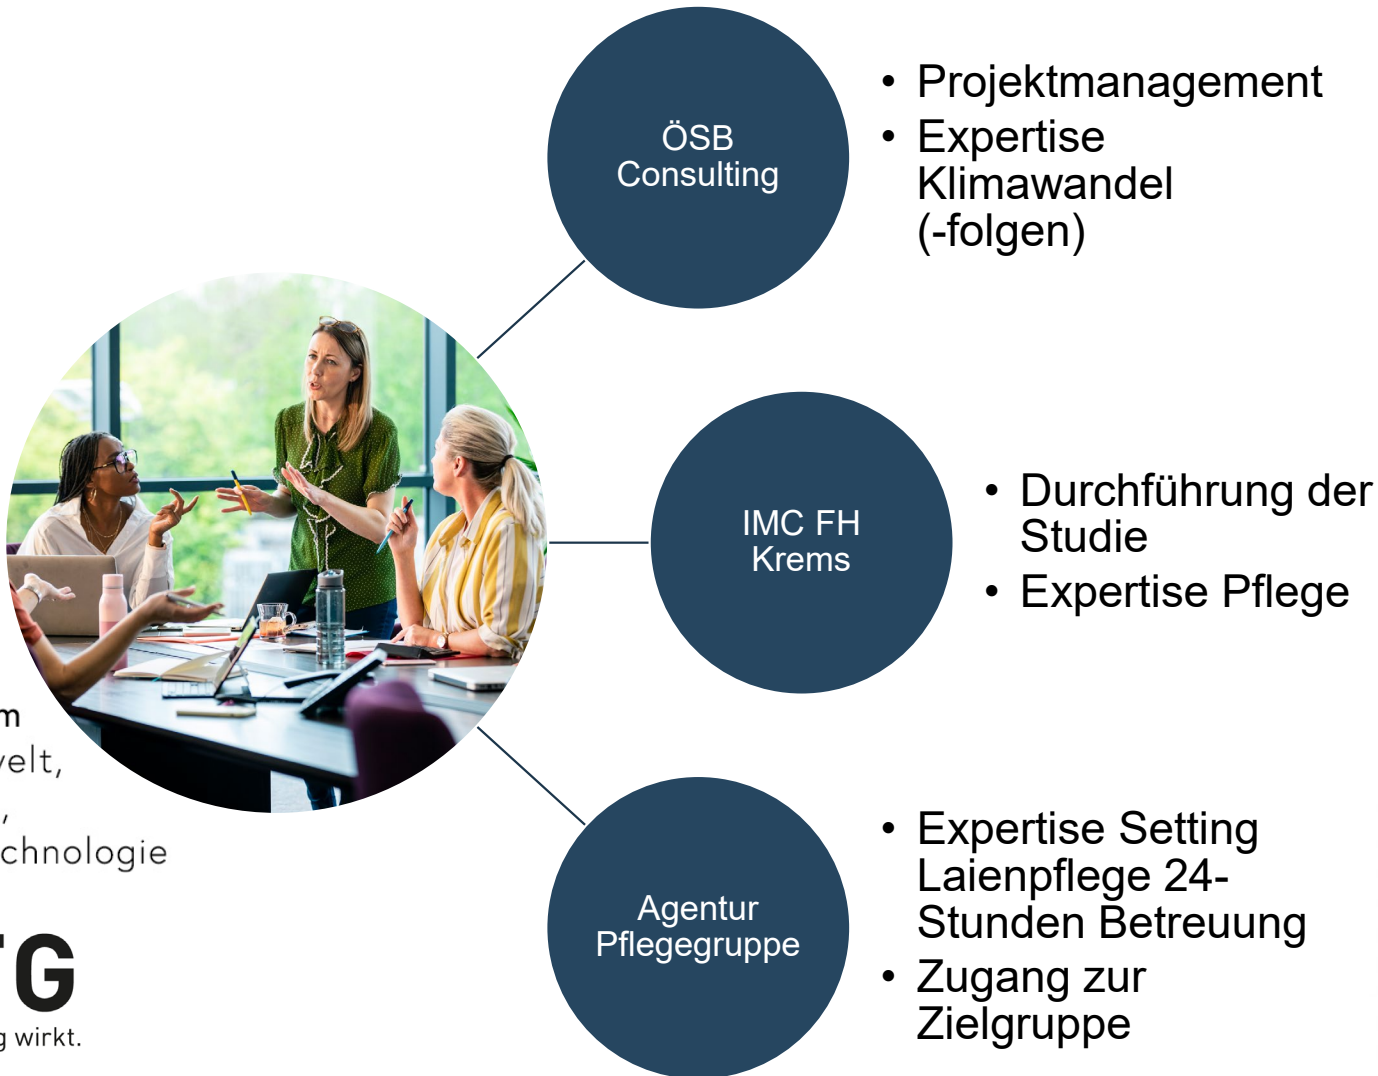 ÖSB
Consulting
• Projektmanagement
• Expertise
Klimawandel
(-folgen)
IMC FH
Krems
• Durchführung der
Studie
• Expertise Pflege
Agentur
Pflegegruppe
• Expertise Setting
Laienpflege 24-
Stunden Betreuung
• Zugang zur
Zielgruppe
m
velt,
,
chnologie
G
g wirkt.